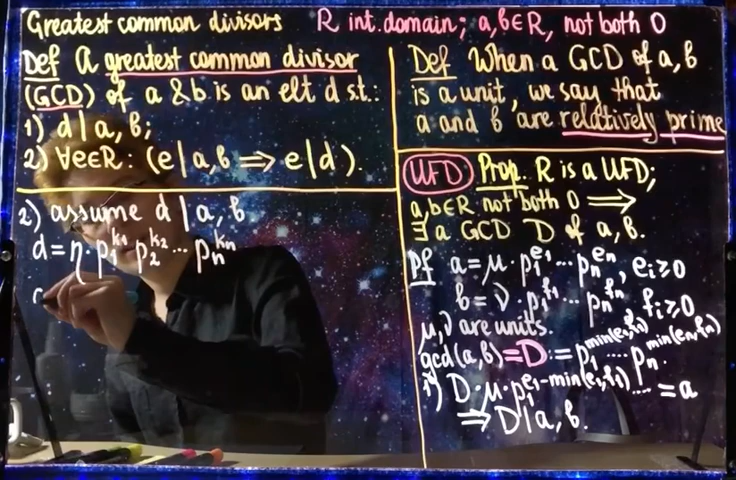 Greatest common divisors R int. domain; a,b∈R, not both 0
Def A greatest common divisor
(GCD) of a & b is an elt d s.t.:
1) d | a, b;
2) ∀e∈R: (e | a, b ⟹ e | d).
Def When a GCD of a, b
is a unit, we say that
a and b are relatively prime
UFD: Prop. R is a UFD;
a,b∈R not both 0 ⟹
∃ a GCD D of a, b.
Pf a = μ · p₁^{e₁} ... pₙ^{eₙ}, eᵢ ≥ 0
b = ν · p₁^{f₁} ... pₙ^{fₙ}, fᵢ ≥ 0,
μ, ν are units.
gcd(a,b) = D := p₁^{min(e₁,f₁)} .... pₙ^{min(eₙ,fₙ)}.
1) D · μ · p₁^{e₁-min(e₁,f₁)} .... = a
⟹ D | a, b.
2) assume d | a, b
d = η · p₁^{k₁} p₂^{k₂} ... pₙ^{kₙ}